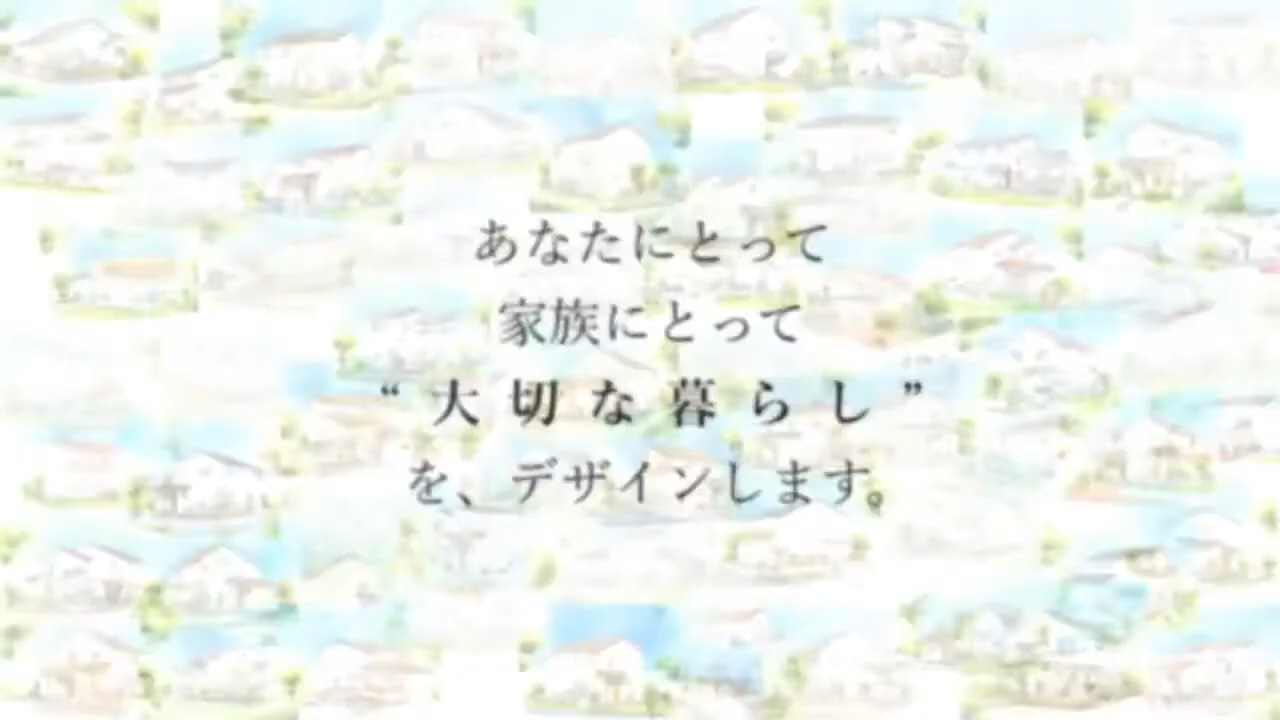 あなたにとって
家族にとって
“大切な暮らし”
を、デザインします。